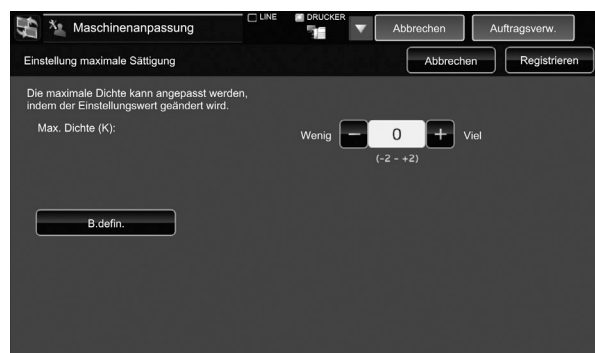 Maschinenanpassung
LINE
DRUCKER
Abbrechen
Auftragsverw.
Einstellung maximale Sättigung
Abbrechen
Registrieren
Die maximale Dichte kann angepasst werden,
indem der Einstellungswert geändert wird.
Max. Dichte (K):
Wenig − 0 + Viel
(-2 - +2)
B.defin.